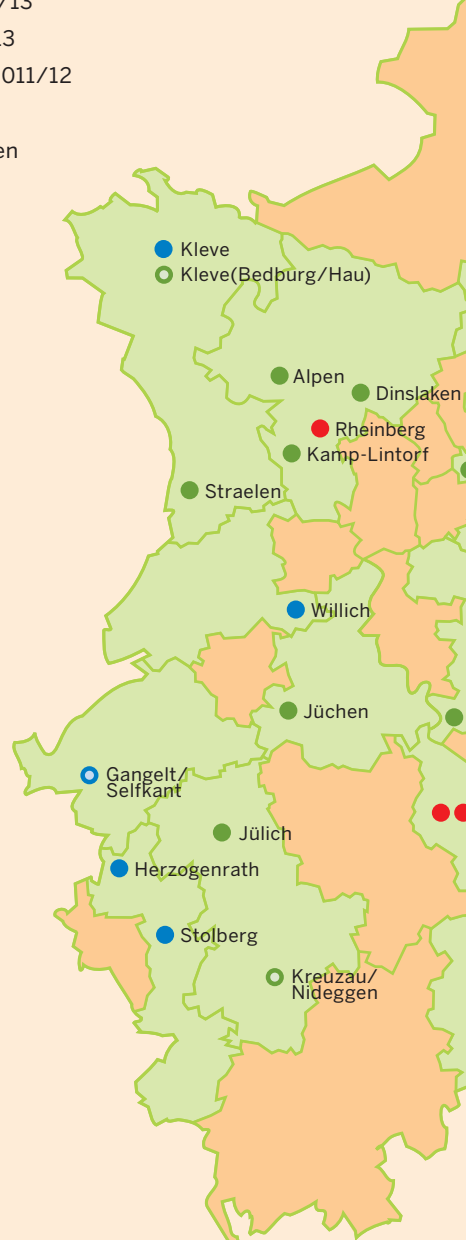 /13
3
011/12
en
Kleve
Kleve(Bedburg/Hau)
Alpen
Dinslaken
Rheinberg
Kamp-Lintorf
Straelen
Willich
Jüchen
Gangelt/
Selfkant
Jülich
Herzogenrath
Stolberg
Kreuzau/
Nideggen